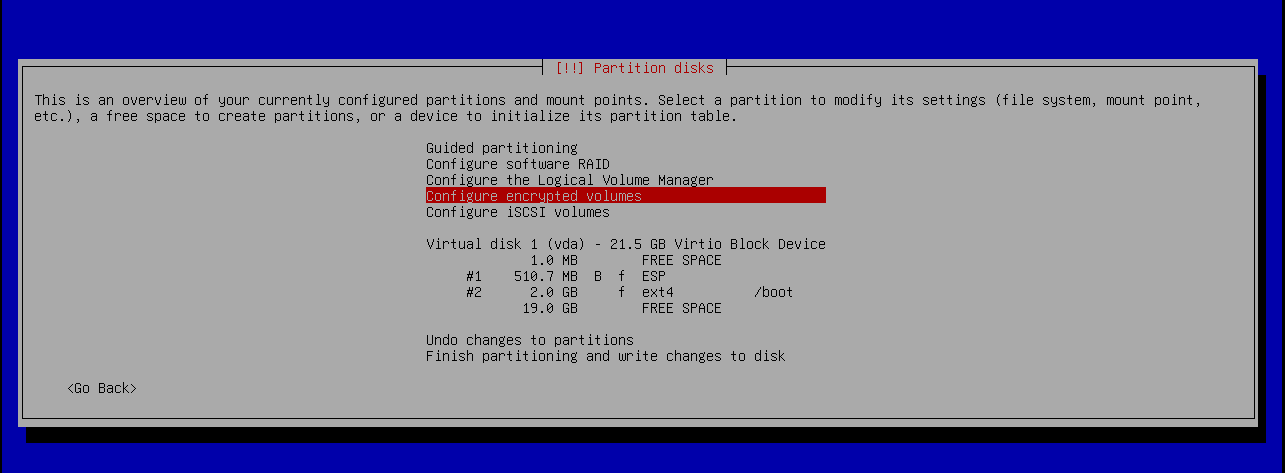 [!!] Partition disks
This is an overview of your currently configured partitions and mount points. Select a partition to modify its settings (file system, mount point,
etc.), a free space to create partitions, or a device to initialize its partition table.
Guided partitioning
Configure software RAID
Configure the Logical Volume Manager
Configure encrypted volumes
Configure iSCSI volumes
Virtual disk 1 (vda) - 21.5 GB Virtio Block Device
1.0 MB FREE SPACE
#1 510.7 MB B f ESP
#2 2.0 GB f ext4 /boot
19.0 GB FREE SPACE
Undo changes to partitions
Finish partitioning and write changes to disk
<Go Back>